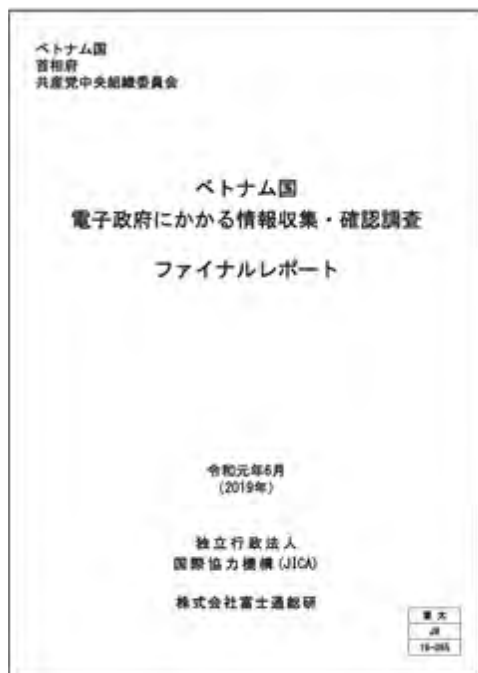 ベトナム国
首相府
共産党中央組織委員会
ベトナム国
電子政府にかかる情報収集・確認調査
ファイナルレポート
令和元年6月
(2019年)
独立行政法人
国際協力機構(JICA)
株式会社富士通総研
JR